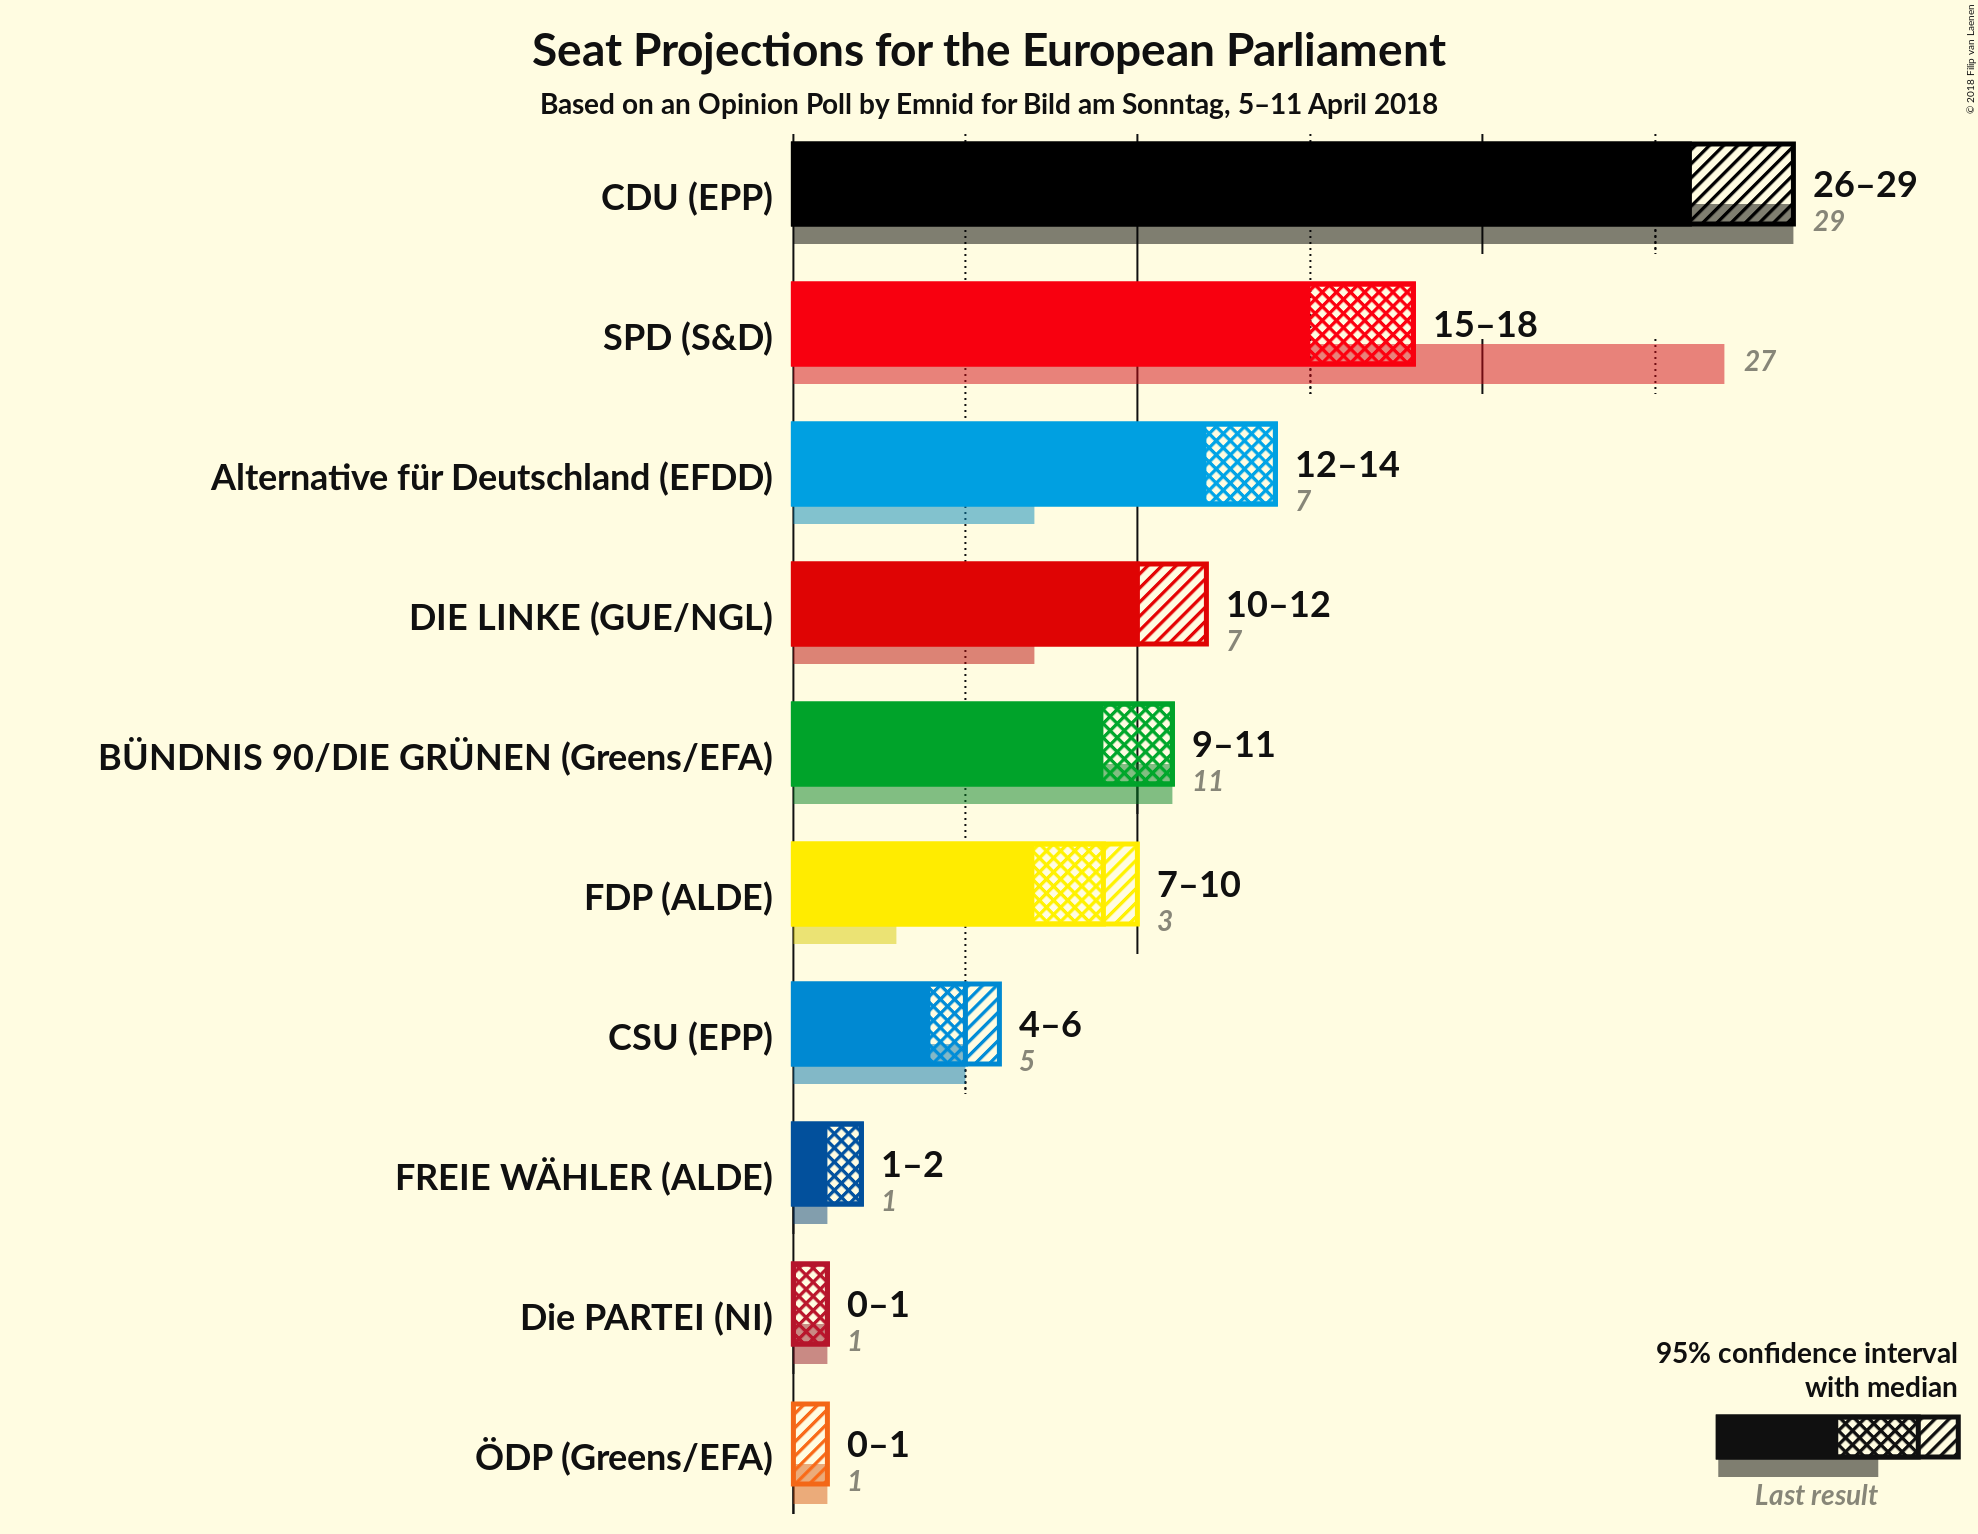 Seat Projections for the European Parliament
Based on an Opinion Poll by Emnid for Bild am Sonntag, 5–11 April 2018
© 2018 Filip van Laenen
CDU (EPP)
26–29
29
SPD (S&D)
15–18
27
Alternative für Deutschland (EFDD)
12–14
7
DIE LINKE (GUE/NGL)
10–12
7
BÜNDNIS 90/DIE GRÜNEN (Greens/EFA)
9–11
11
FDP (ALDE)
7–10
3
CSU (EPP)
4–6
5
FREIE WÄHLER (ALDE)
1–2
1
Die PARTEI (NI)
0–1
1
ÖDP (Greens/EFA)
0–1
1
95% confidence interval
with median
Last result